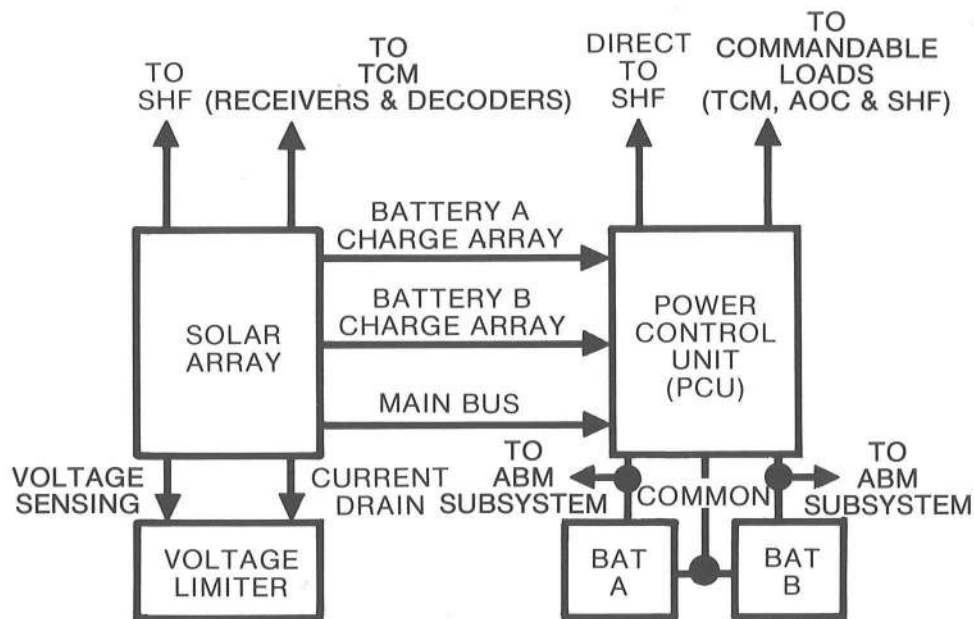 TO
SHF
TO
TCM
(RECEIVERS & DECODERS)
DIRECT
TO
SHF
TO
COMMANDABLE
LOADS
(TCM, AOC & SHF)
BATTERY A
CHARGE ARRAY
BATTERY B
CHARGE ARRAY
MAIN BUS
SOLAR
ARRAY
POWER
CONTROL
UNIT
(PCU)
VOLTAGE
SENSING
CURRENT
DRAIN
TO
ABM
SUBSYSTEM
COMMON
TO
ABM
SUBSYSTEM
VOLTAGE
LIMITER
BAT
A
BAT
B